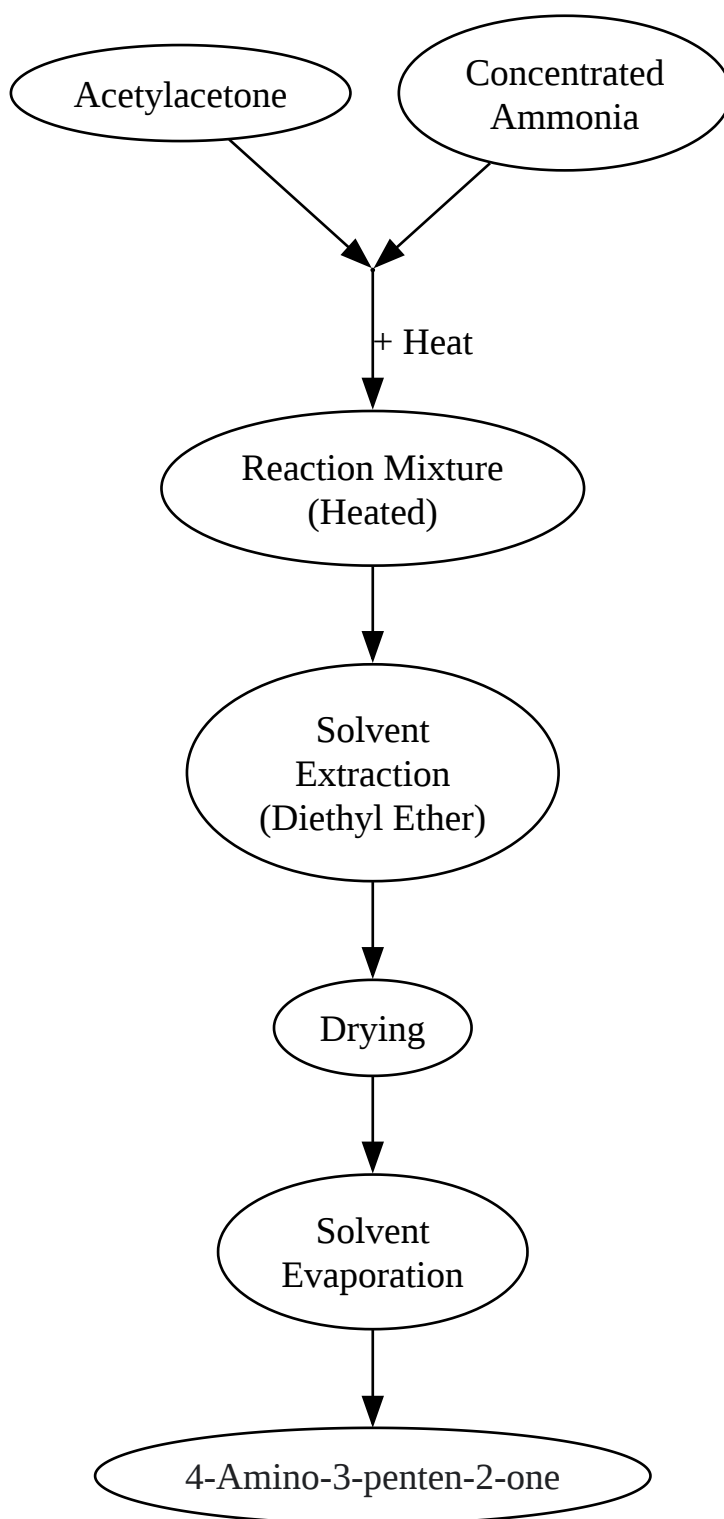 Acetylacetone
Concentrated
Ammonia
+ Heat
Reaction Mixture
(Heated)
Solvent
Extraction
(Diethyl Ether)
Drying
Solvent
Evaporation
4-Amino-3-penten-2-one